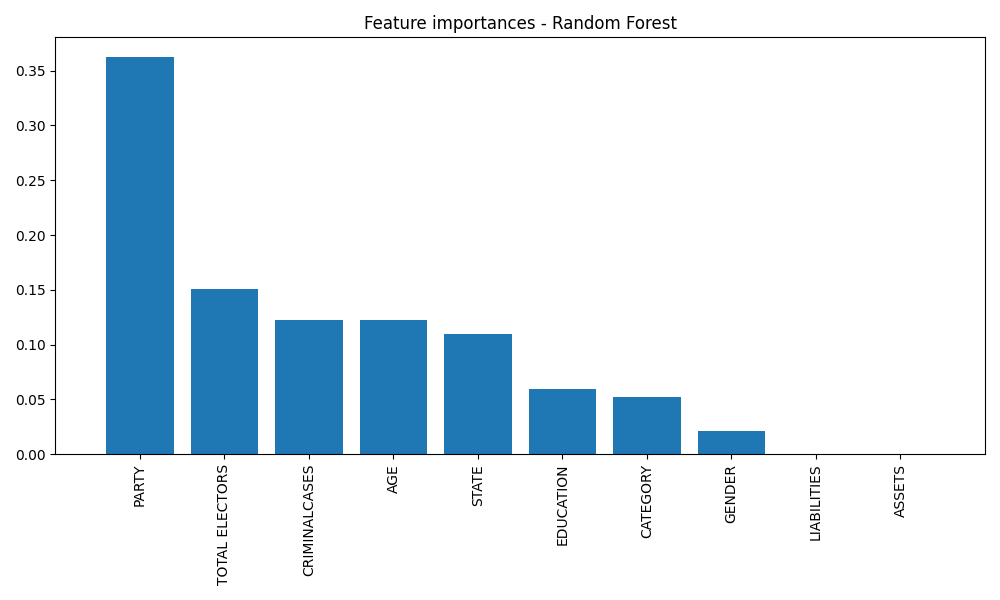 Feature importances - Random Forest
0.35
0.30
0.25
0.20
0.15
0.10
0.05
0.00
PARTY
TOTAL ELECTORS
CRIMINALCASES
AGE
STATE
EDUCATION
CATEGORY
GENDER
LIABILITIES
ASSETS